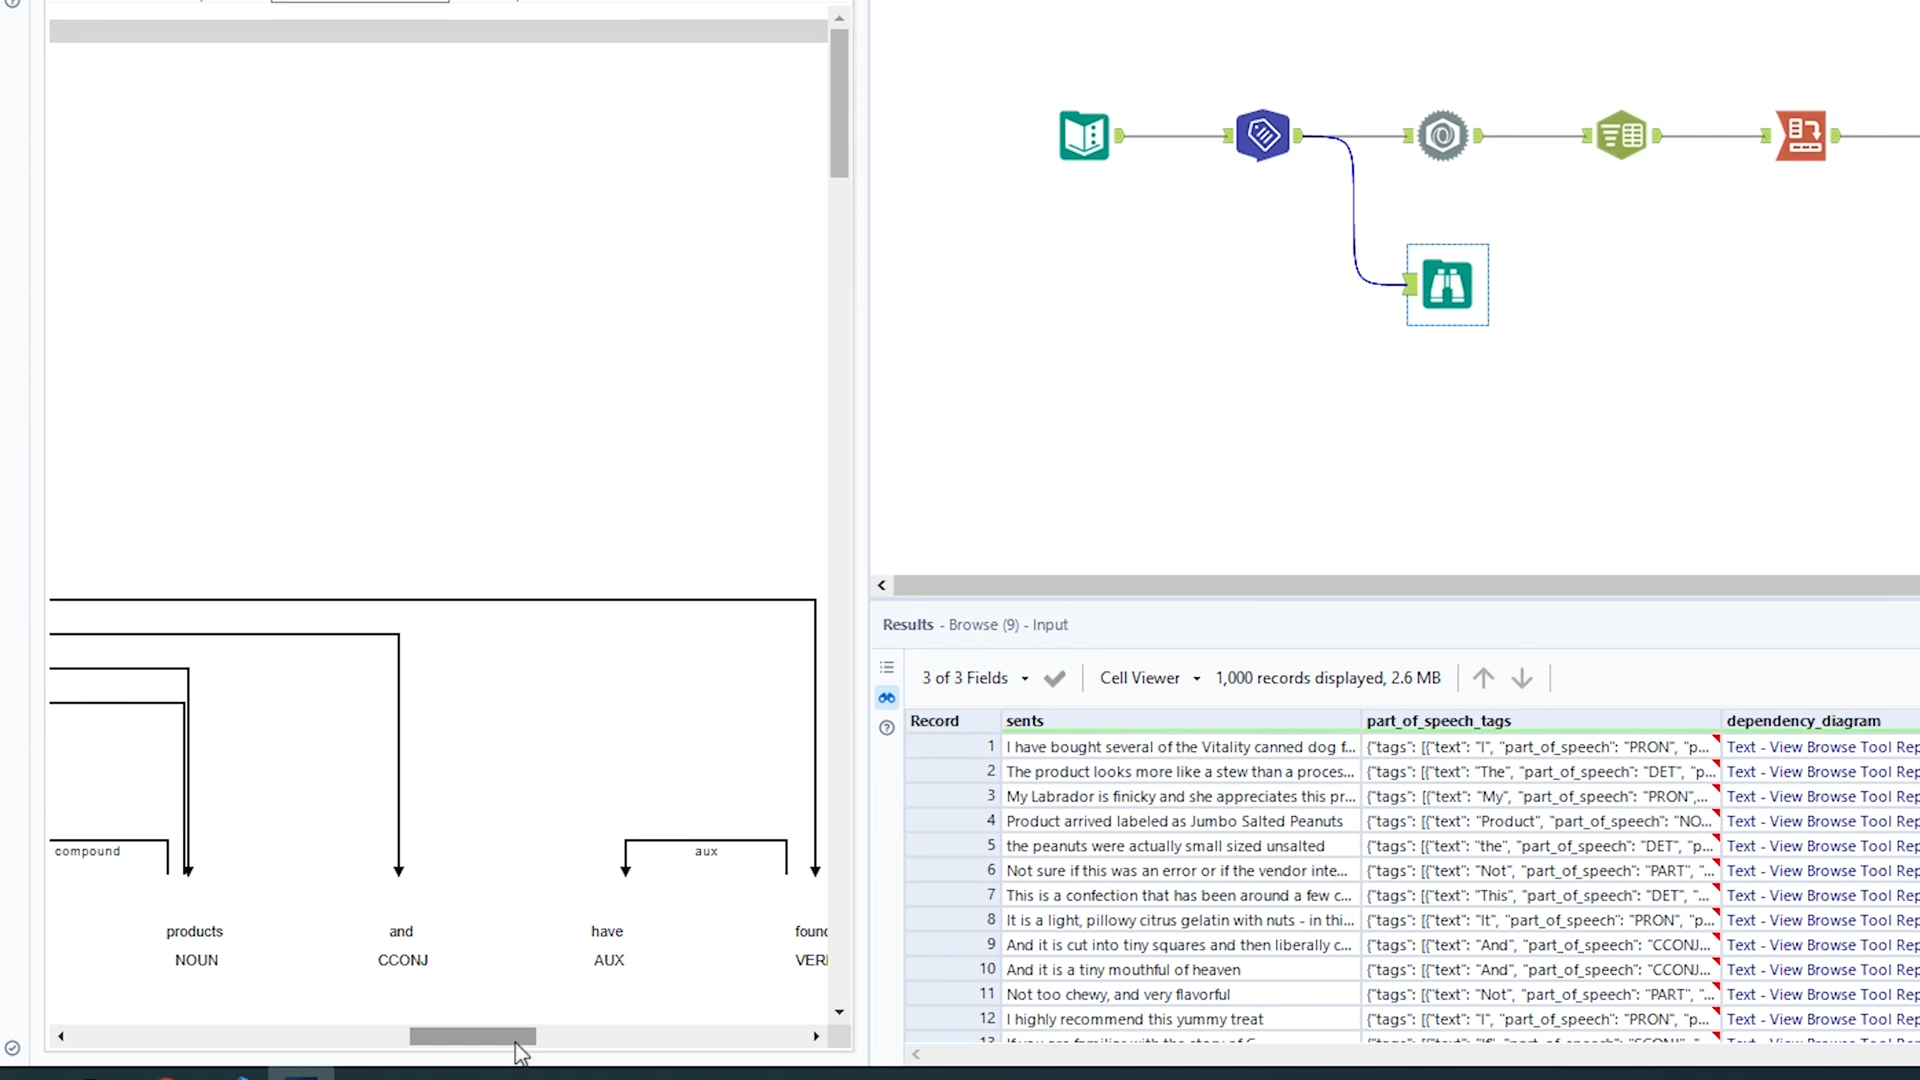 compound
aux
products and have
NOUN CCONJ AUX
Results - Browse (9) - Input
3 of 3 Fields Cell Viewer 1,000 records displayed, 2.6 MB
Record sents part_of_speech_tags dependency_diagram
1 I have bought several of the Vitality canned dog f... {"tags": [[{"text": "I", "part_of_speech": "PRON", "p... Text - View Browse Tool Rep
2 The product looks more like a stew than a proces... {"tags": [[{"text": "The", "part_of_speech": "DET", "p... Text - View Browse Tool Rep
3 My Labrador is finicky and she appreciates this pr... {"tags": [[{"text": "My", "part_of_speech": "PRON",... Text - View Browse Tool Rep
4 Product arrived labeled as Jumbo Salted Peanuts {"tags": [[{"text": "Product", "part_of_speech": "NO... Text - View Browse Tool Rep
5 the peanuts were actually small sized unsalted {"tags": [[{"text": "the", "part_of_speech": "DET", "p... Text - View Browse Tool Rep
6 Not sure if this was an error or if the vendor inte... {"tags": [[{"text": "Not", "part_of_speech": "PART", "... Text - View Browse Tool Rep
7 This is a confection that has been around a few c... {"tags": [[{"text": "This", "part_of_speech": "DET", "... Text - View Browse Tool Rep
8 It is a light, pillowy citrus gelatin with nuts - in thi... {"tags": [[{"text": "It", "part_of_speech": "PRON", "p... Text - View Browse Tool Rep
9 And it is cut into tiny squares and then liberally c... {"tags": [[{"text": "And", "part_of_speech": "CCONJ... Text - View Browse Tool Rep
10 And it is a tiny mouthful of heaven {"tags": [[{"text": "And", "part_of_speech": "CCONJ... Text - View Browse Tool Rep
11 Not too chewy, and very flavorful {"tags": [[{"text": "Not", "part_of_speech": "PART", "... Text - View Browse Tool Rep
12 I highly recommend this yummy treat {"tags": [[{"text": "I", "part_of_speech": "PRON", "p... Text - View Browse Tool Rep